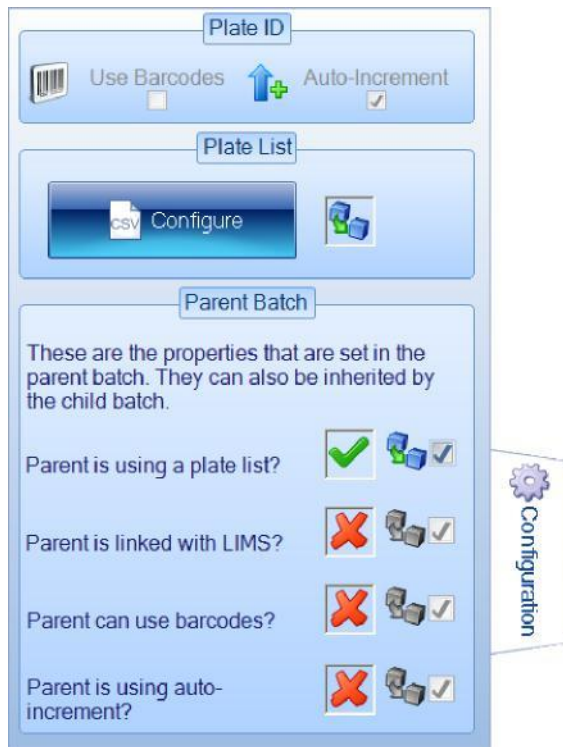 Plate ID
Use Barcodes
Auto-Increment
Plate List
CSV Configure
Parent Batch
These are the properties that are set in the
parent batch. They can also be inherited by
the child batch.
Parent is using a plate list?
Parent is linked with LIMS?
Parent can use barcodes?
Parent is using auto-
increment?
Configuration